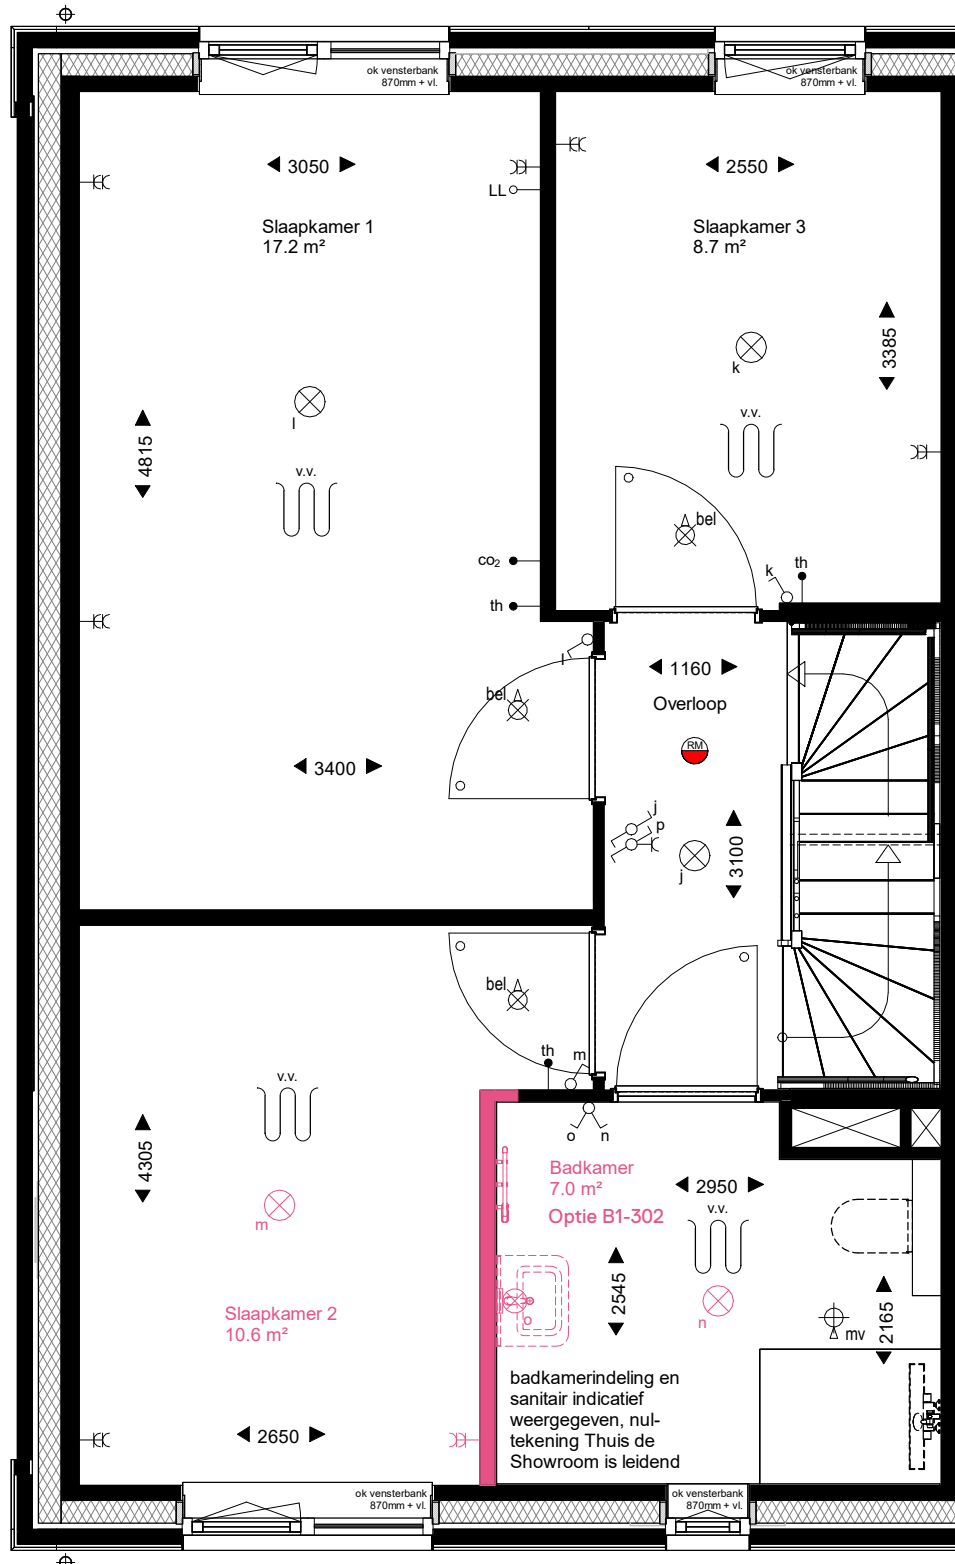 ok vensterbank
870mm + vl.
ok vensterbank
870mm + vl.
3050
2550
LL
Slaapkamer 1
17.2 m²
Slaapkamer 3
8.7 m²
3385
k
l
4815
v.v.
v.v.
bel
co₂
th
k
th
l
1160
bel
Overloop
RM
3400
j
p
3100
j
bel
th
m
v.v.
o
n
4305
Badkamer
7.0 m²
Optie B1-302
2950
v.v.
m
2545
n
o
Slaapkamer 2
10.6 m²
mv
2165
badkamerindeling en
sanitair indicatief
weergegeven, nul-
tekening Thuis de
Showroom is leidend
2650
ok vensterbank
870mm + vl.
ok vensterbank
870mm + vl.